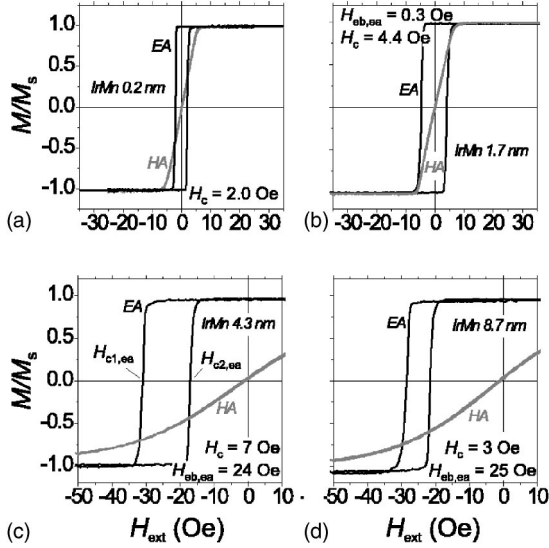 1.0
0.5
0.0
-0.5
-1.0
M/Ms
EA
IrMn 0.2 nm
HA
Hc = 2.0 Oe
-30 -20 -10 0 10 20 30
(a)
Heb,ea = 0.3 Oe
Hc = 4.4 Oe
EA
IrMn 1.7 nm
HA
-30 -20 -10 0 10 20 30
(b)
1.0
0.5
0.0
-0.5
-1.0
M/Ms
EA
IrMn 4.3 nm
Hc1,ea
Hc2,ea
HA
Hc = 7 Oe
Heb,ea = 24 Oe
-50 -40 -30 -20 -10 0 10
(c)
Hext (Oe)
EA
IrMn 8.7 nm
HA
Hc = 3 Oe
Heb,ea = 25 Oe
-50 -40 -30 -20 -10 0 10
(d)
Hext (Oe)